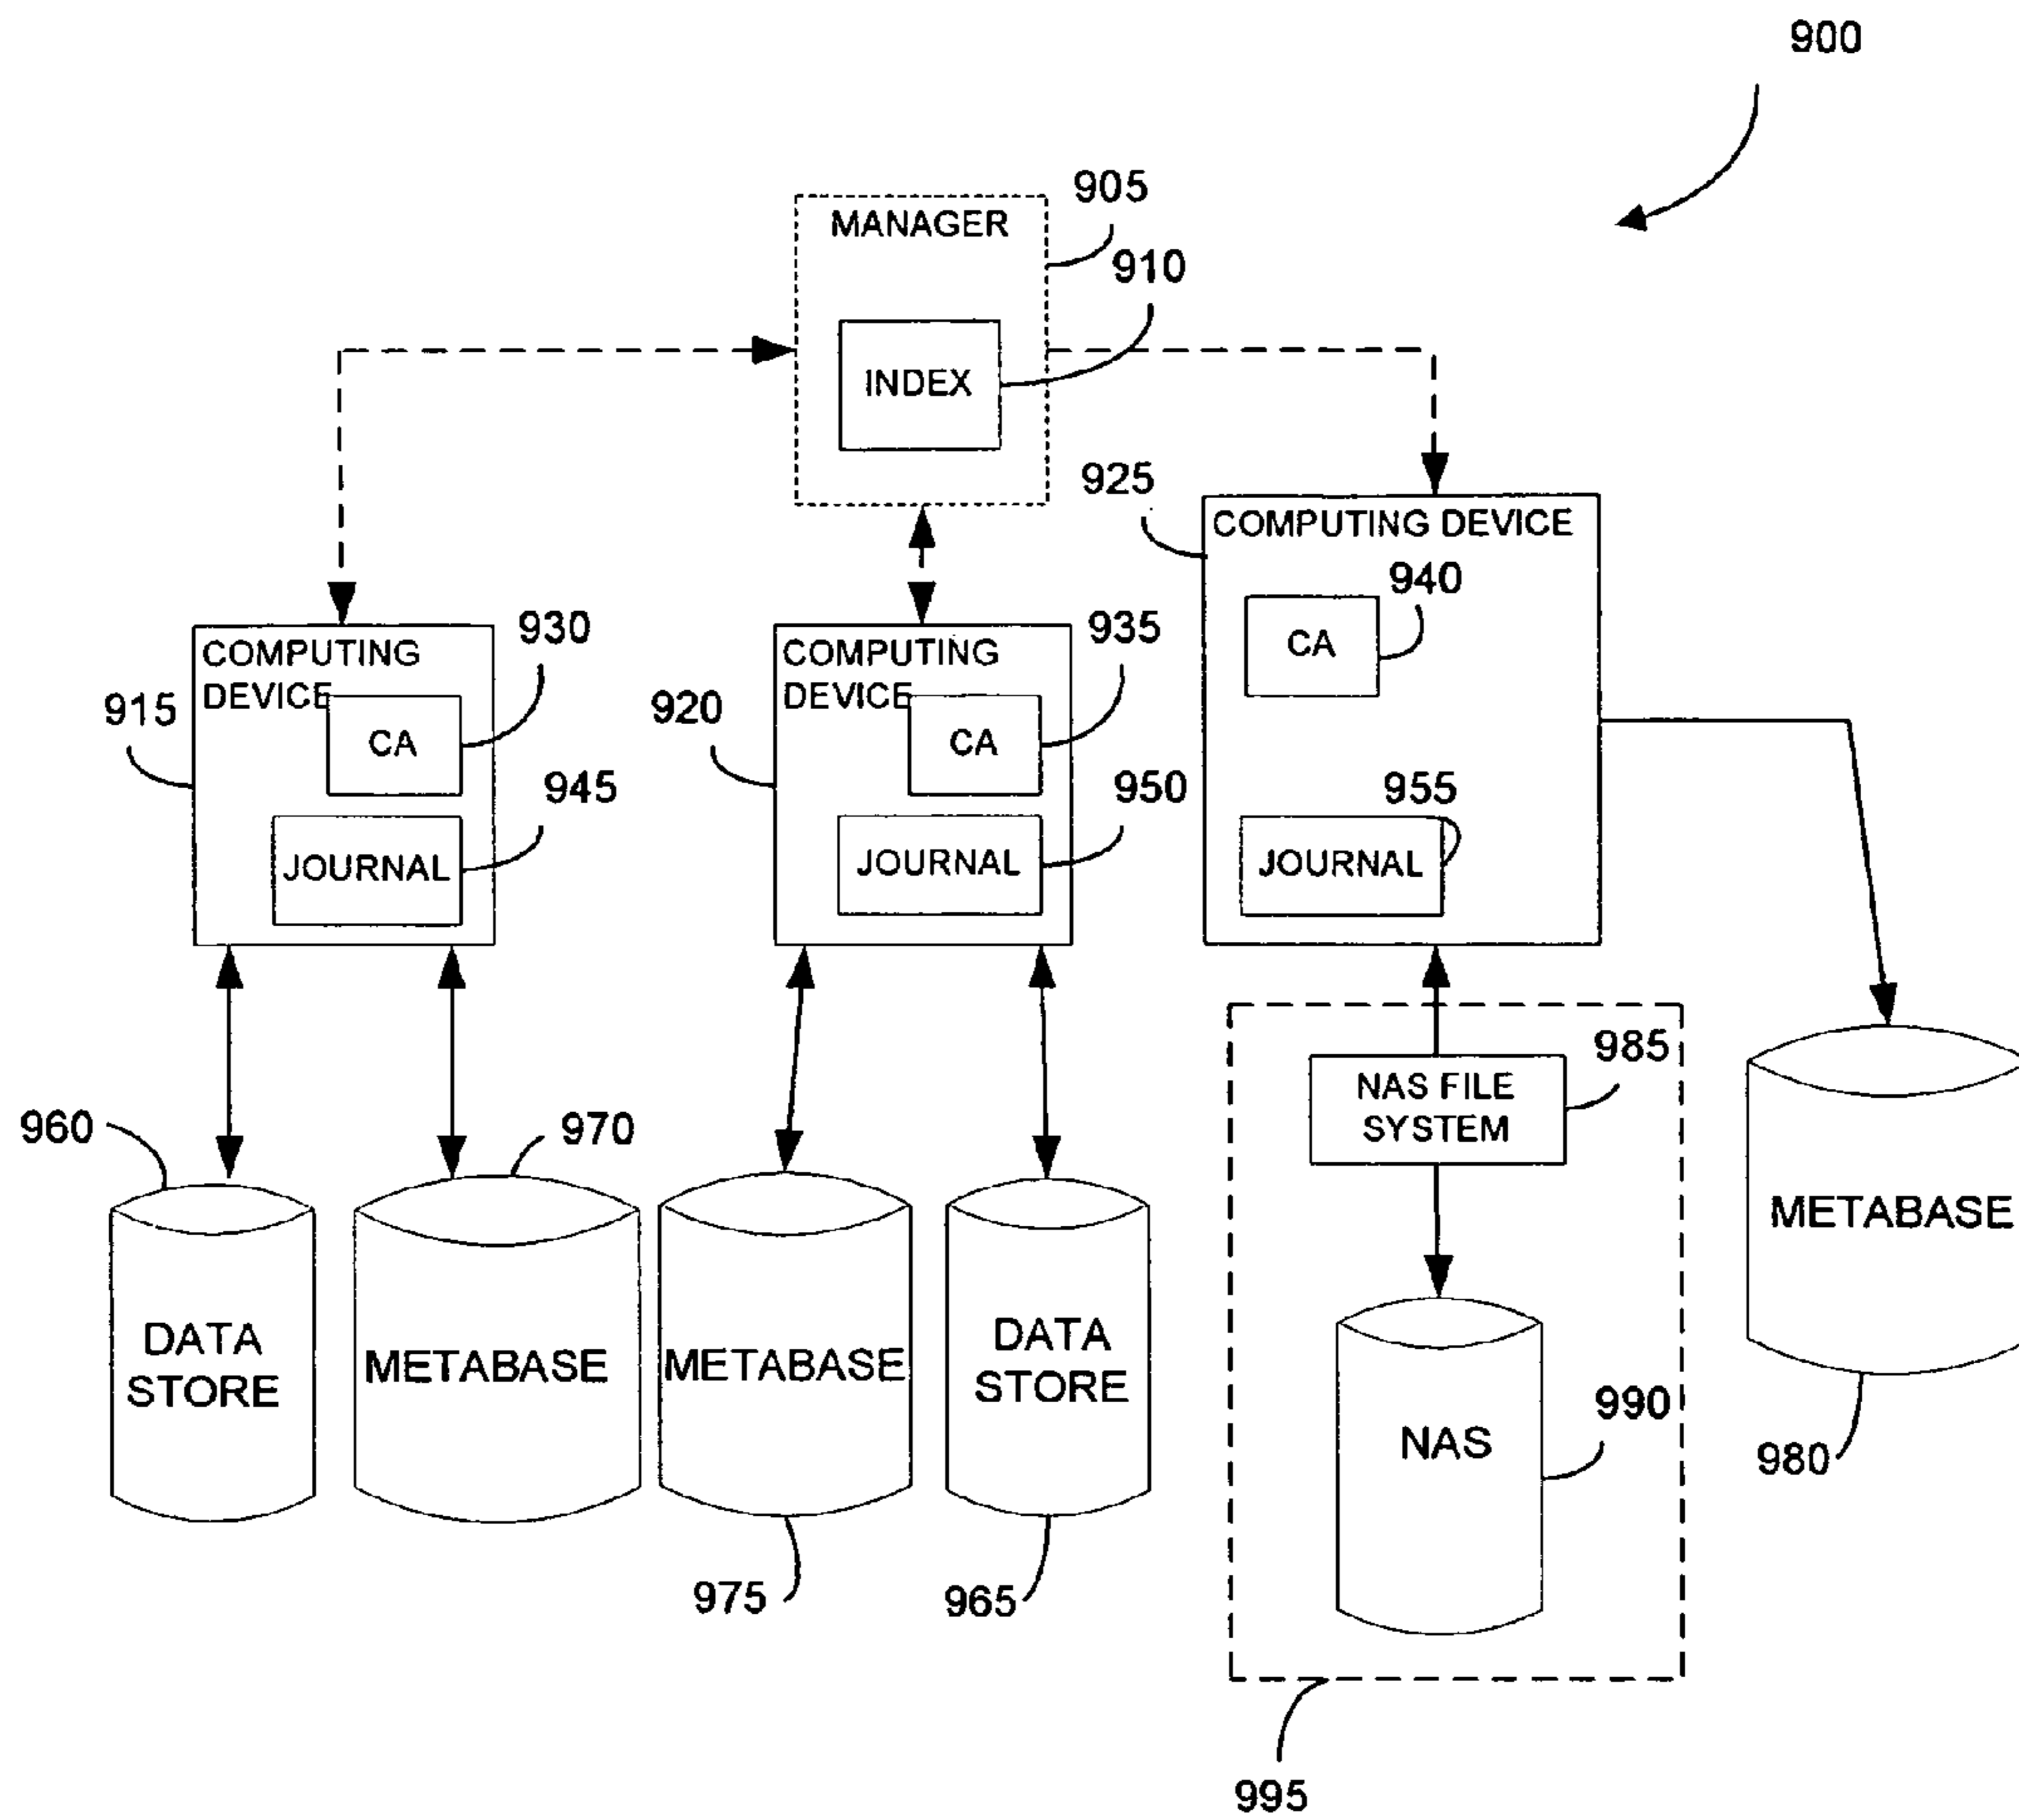 900
905
MANAGER
910
INDEX
925
COMPUTING DEVICE
940
CA
930
935
COMPUTING
DEVICE
COMPUTING
DEVICE
915
CA
920
CA
945
950
955
JOURNAL
JOURNAL
JOURNAL
985
NAS FILE
SYSTEM
960
970
METABASE
DATA
STORE
METABASE
METABASE
DATA
STORE
990
NAS
980
975
965
995